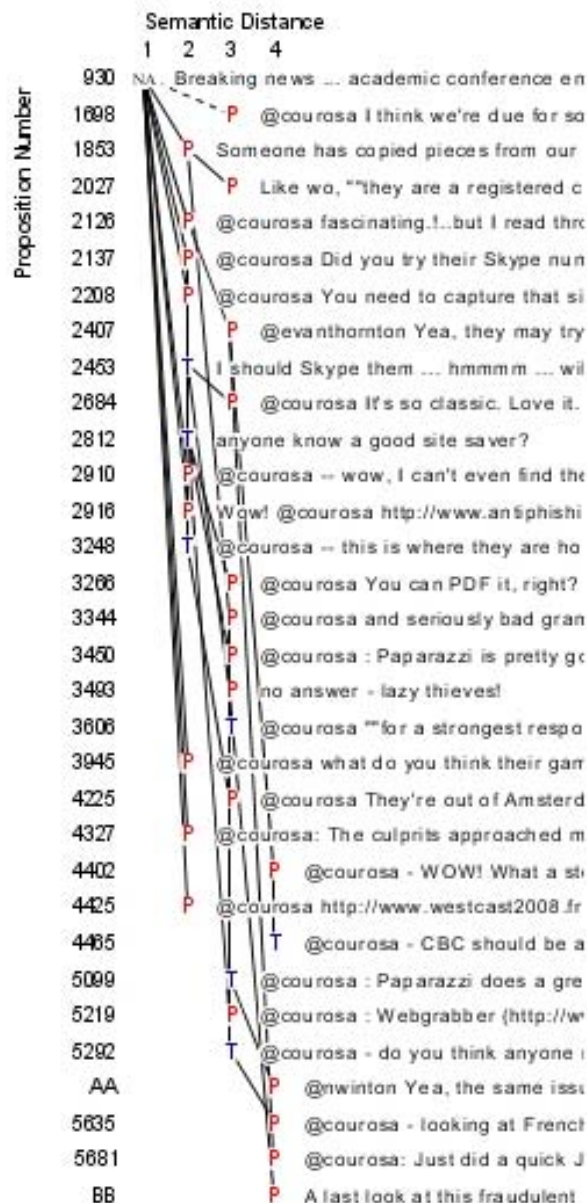 Semantic Distance
1 2 3 4
Proposition Number
930 NA . Breaking news ... academic conference en
1698 P @courosa I think we're due for so
1853 P Someone has copied pieces from our
2027 P Like wo, ""they are a registered c
2126 P @courosa fascinating.!..but I read thro
2137 P @courosa Did you try their Skype num
2208 P @courosa You need to capture that si
2407 P @evanthornton Yea, they may try
2453 T I should Skype them ... hmmmm ... wil
2684 P @courosa It's so classic. Love it.
2812 T anyone know a good site saver?
2910 P @courosa -- wow, I can't even find the
2916 P Wow! @courosa http://www.antiphishi
3248 T @courosa -- this is where they are ho
3266 P @courosa You can PDF it, right?
3344 P @courosa and seriously bad gran
3450 P @courosa : Paparazzi is pretty go
3493 P no answer - lazy thieves!
3606 T @courosa ""for a strongest respo
3945 P @courosa what do you think their gam
4225 P @courosa They're out of Amsterd
4327 P @courosa: The culprits approached m
4402 P @courosa - WOW! What a sto
4425 P @courosa http://www.westcast2008.fr
4465 T @courosa - CBC should be a
5099 T @courosa : Paparazzi does a gre
5219 P @courosa : Webgrabber (http://w
5292 T @courosa - do you think anyone
AA P @nwinton Yea, the same issu
5635 P @courosa - looking at French
5681 P @courosa: Just did a quick J
BB P A last look at this fraudulent